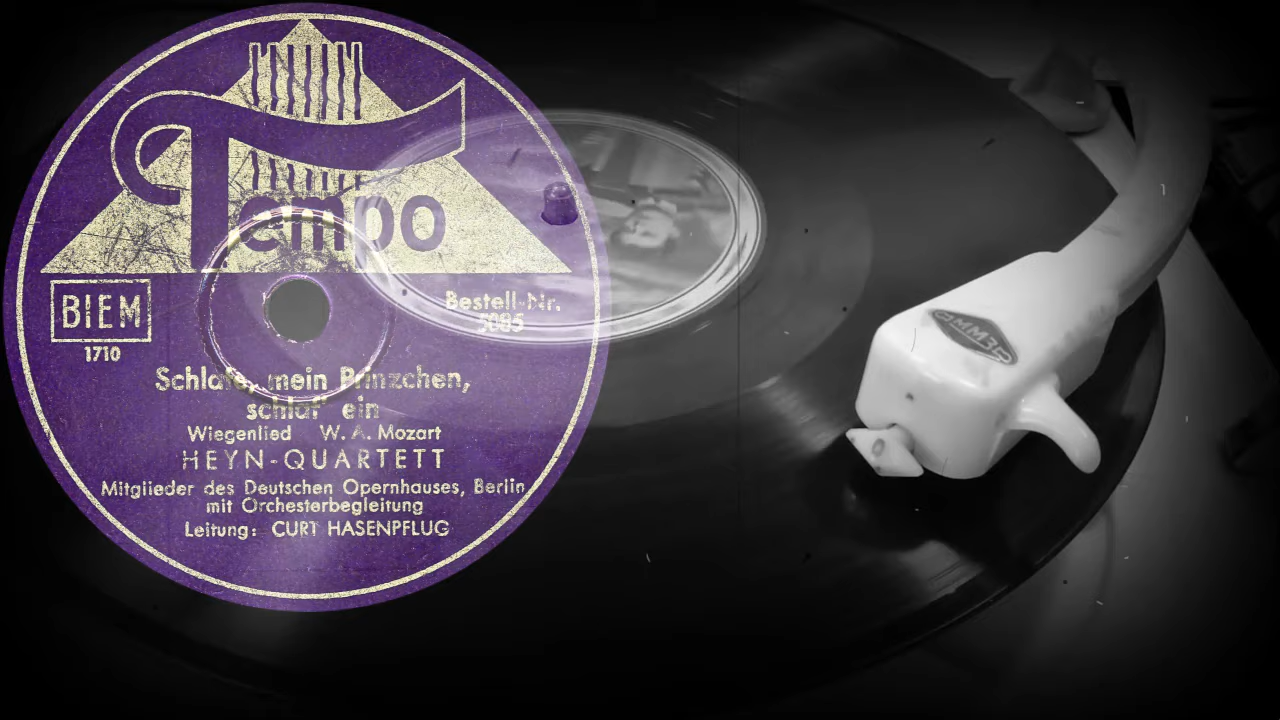 Tempo
BIEM
1710
Bestell-Nr.
5085
Schlafe, mein Prinzchen,
schlaf' ein
Wiegenlied W. A. Mozart
HEYN-QUARTETT
Mitglieder des Deutschen Opernhauses, Berlin
mit Orchesterbegleitung
Leitung: CURT HASENPFLUG